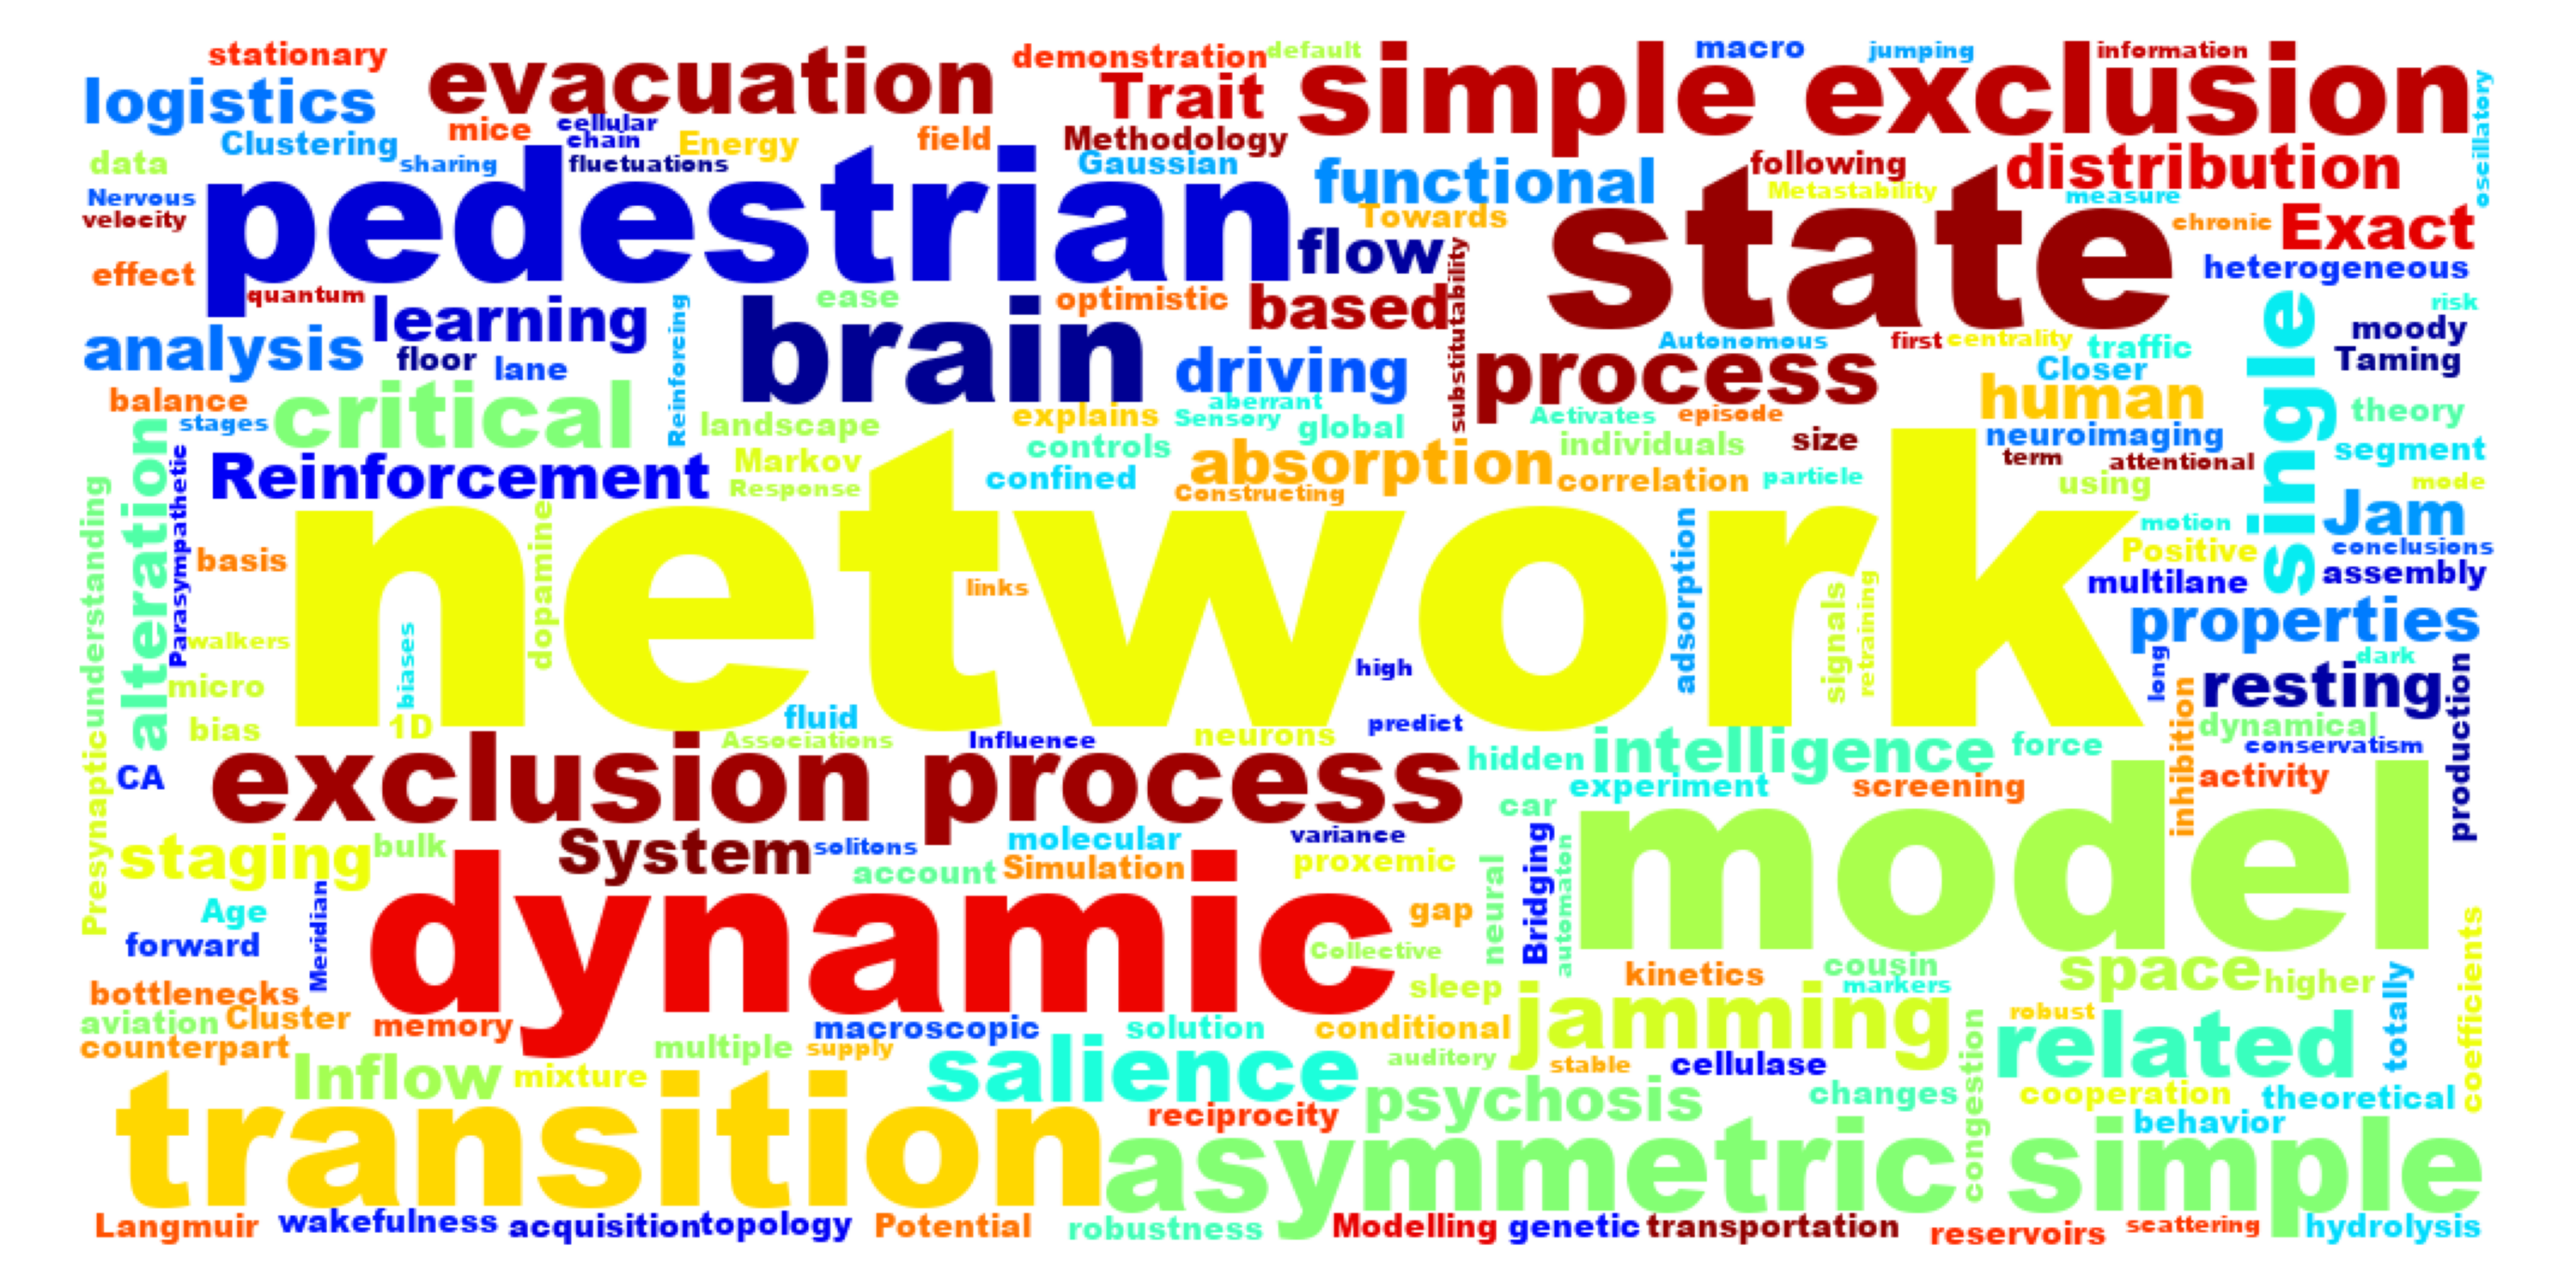 stationary
evacuation
demonstration
default
simple exclusion
macro
jumping
information
logistics
Trait
oscillatory
mice
cellular
Clustering
chain
Energy
field
Methodology
data
sharing
fluctuations
Gaussian
functional
following
distribution
Nervous
pedestrian
state
Metastability
measure
velocity
Towards
chronic
Exact
flow
effect
heterogeneous
quantum
learning
ease
optimistic
based
substitutability
single
risk
brain
moody
analysis
floor
lane
Reinforcing
driving
process
Autonomous
first
centrality
traffic
Taming
Closer
balance
stages
critical
landscape
explains
aberrant
Sensory
global
Activates
episode
human
theory
controls
individuals
size
neuroimaging
alteration
Parasympathetic
Reinforcement
Markov
Response
confined
absorption
Constructing
correlation
particle
term
attentional
segment
using
mode
Presynaptic
understanding
network
dopamine
adsorption
motion
Jam
basis
Positive
conclusions
links
multilane
assembly
signals
retraining
properties
walkers
biases
high
long
dark
micro
resting
production
bias
1D
fluid
predict
inhibition
dynamical
Associations
Influence
neurons
exclusion process
hidden
intelligence
force
conservatism
CA
experiment
screening
activity
car
model
staging
bulk
System
solitons
molecular
variance
Bridging
automaton
account
Simulation
proxemic
neural
Age
Meridian
dynamic
gap
forward
Collective
coefficients
kinetics
cousin
space
higher
bottlenecks
sleep
markers
totally
aviation
Cluster
memory
macroscopic
solution
conditional
jamming
robust
related
counterpart
multiple
supply
auditory
stable
cellulase
congestion
Inflow
mixture
salience
transition
reciprocity
psychosis
changes
cooperation
theoretical
behavior
asymmetric simple
Langmuir
wakefulness
acquisition
topology
Potential
robustness
Modelling
genetic
transportation
reservoirs
scattering
hydrolysis